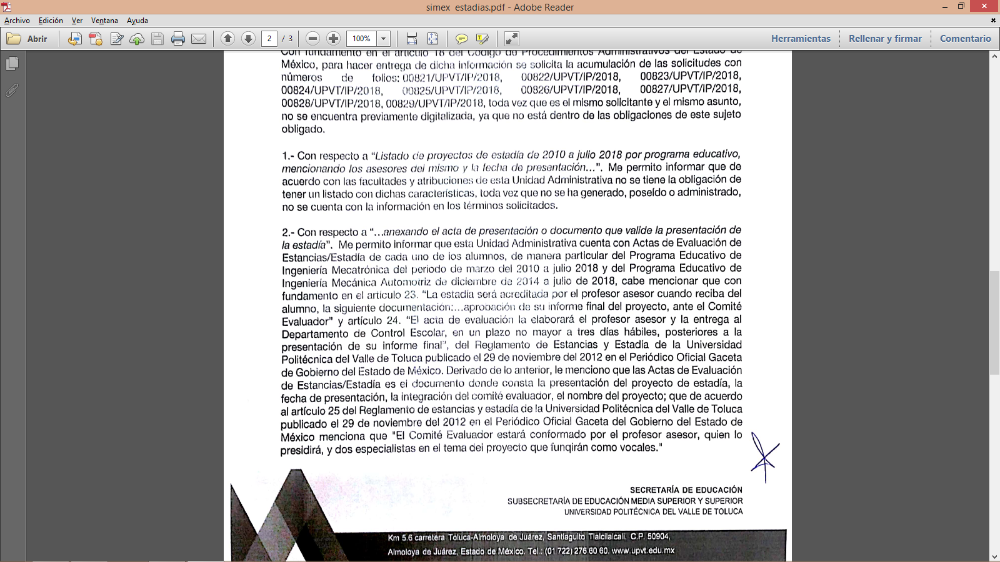 simex estadias.pdf - Adobe Reader
Archivo Edición Ver Ventana Ayuda
Abrir 2 / 3 100% Herramientas Rellenar y firmar Comentario
Con fundamento en el artículo 18 del Código de Procedimientos Administrativos del Estado de
México, para hacer entrega de dicha información se solicita la acumulación de las solicitudes con
números de folios: 00821/UPVT/IP/2018, 00822/UPVT/IP/2018, 00823/UPVT/IP/2018,
00824/UPVT/IP/2018, 00825/UPVT/IP/2018, 00826/UPVT/IP/2018, 00827/UPVT/IP/2018,
00828/UPVT/IP/2018, 00829/UPVT/IP/2018, toda vez que es el mismo solicitante y el mismo asunto,
no se encuentra previamente digitalizada, ya que no está dentro de las obligaciones de este sujeto
obligado.
1.- Con respecto a “Listado de proyectos de estadía de 2010 a julio 2018 por programa educativo,
mencionando los asesores del mismo y la fecha de presentación...”. Me permito informar que de
acuerdo con las facultades y atribuciones de esta Unidad Administrativa no se tiene la obligación de
tener un listado con dichas características, toda vez que no se ha generado, poseído o administrado,
no se cuenta con la información en los términos solicitados.
2.- Con respecto a “...anexando el acta de presentación o documento que valide la presentación de
la estadía”. Me permito informar que esta Unidad Administrativa cuenta con Actas de Evaluación de
Estancias/Estadía de cada uno de los alumnos, de manera particular del Programa Educativo de
Ingeniería Mecatrónica del periodo de marzo del 2010 a julio 2018 y del Programa Educativo de
Ingeniería Mecánica Automotriz de diciembre de 2014 a julio de 2018, cabe mencionar que con
fundamento en el artículo 23. “La estadía será acreditada por el profesor asesor cuando reciba del
alumno, la siguiente documentación:...aprobación de su informe final del proyecto, ante el Comité
Evaluador" y artículo 24. “El acta de evaluación la elaborará el profesor asesor y la entrega al
Departamento de Control Escolar, en un plazo no mayor a tres días hábiles, posteriores a la
presentación de su informe final”, del Reglamento de Estancias y Estadía de la Universidad
Politécnica del Valle de Toluca publicado el 29 de noviembre del 2012 en el Periódico Oficial Gaceta
de Gobierno del Estado de México. Derivado de lo anterior, le menciono que las Actas de Evaluación
de Estancias/Estadía es el documento donde consta la presentación del proyecto de estadía, la
fecha de presentación, la integración del comité evaluador, el nombre del proyecto; que de acuerdo
al artículo 25 del Reglamento de estancias y estadía de la Universidad Politécnica del Valle de Toluca
publicado el 29 de noviembre del 2012 en el Periódico Oficial Gaceta del Gobierno del Estado de
México menciona que "El Comité Evaluador estará conformado por el profesor asesor, quien lo
presidirá, y dos especialistas en el tema del proyecto que fungirán como vocales."
SECRETARÍA DE EDUCACIÓN
SUBSECRETARÍA DE EDUCACIÓN MEDIA SUPERIOR Y SUPERIOR
UNIVERSIDAD POLITÉCNICA DEL VALLE DE TOLUCA
Km 5.6 carretera Toluca-Almoloya de Juárez, Santiaguito Tlalcilalcali, C.P. 50904,
Almoloya de Juárez, Estado de México. Tel.: (01 722) 276 60 60. www.upvt.edu.mx